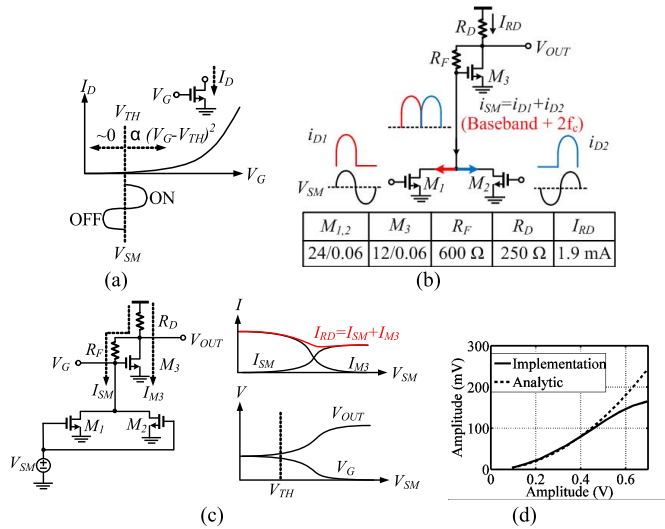 (a)
I_D
V_TH
V_G
I_D
~0
α (V_G-V_TH)^2
V_G
ON
OFF
V_SM
(a)
(b)
R_D
I_RD
R_F
V_OUT
M_3
i_SM=i_D1+i_D2
(Baseband + 2f_c)
i_D1
i_D2
V_SM
M_1
M_2
M_1,2 M_3 R_F R_D I_RD
24/0.06 12/0.06 600 Ω 250 Ω 1.9 mA
(b)
R_D
R_F
V_OUT
V_G
M_3
I_SM
I_M3
M_1
M_2
V_SM
I
I_RD=I_SM+I_M3
I_SM
I_M3
V_SM
V
V_OUT
V_G
V_SM
V_TH
(c)
300
200
100
0
Amplitude (mV)
Implementation
Analytic
0 0.2 0.4 0.6
Amplitude (V)
(d)